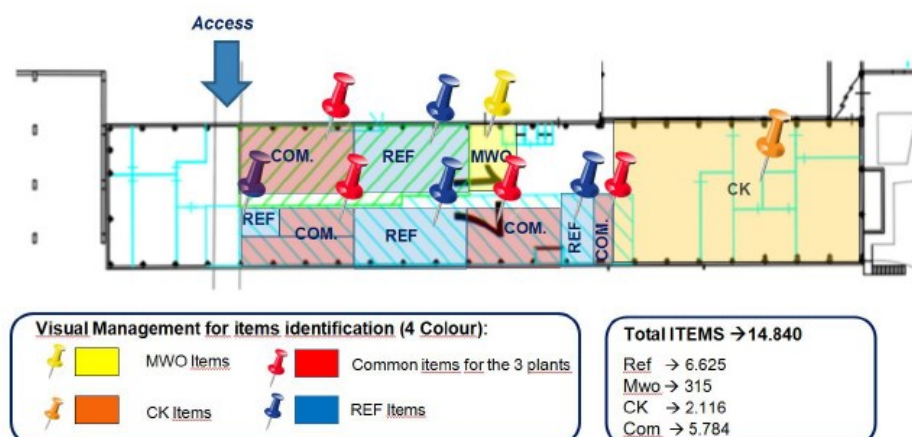 Access
COM.
REF
MWO
CK
REF
COM.
REF
COM.
REF
COM.
Visual Management for items identification (4 Colour):
MWO Items
Common items for the 3 plants
CK Items
REF Items
Total ITEMS →14.840
Ref → 6.625
Mwo → 315
CK → 2.116
Com → 5.784